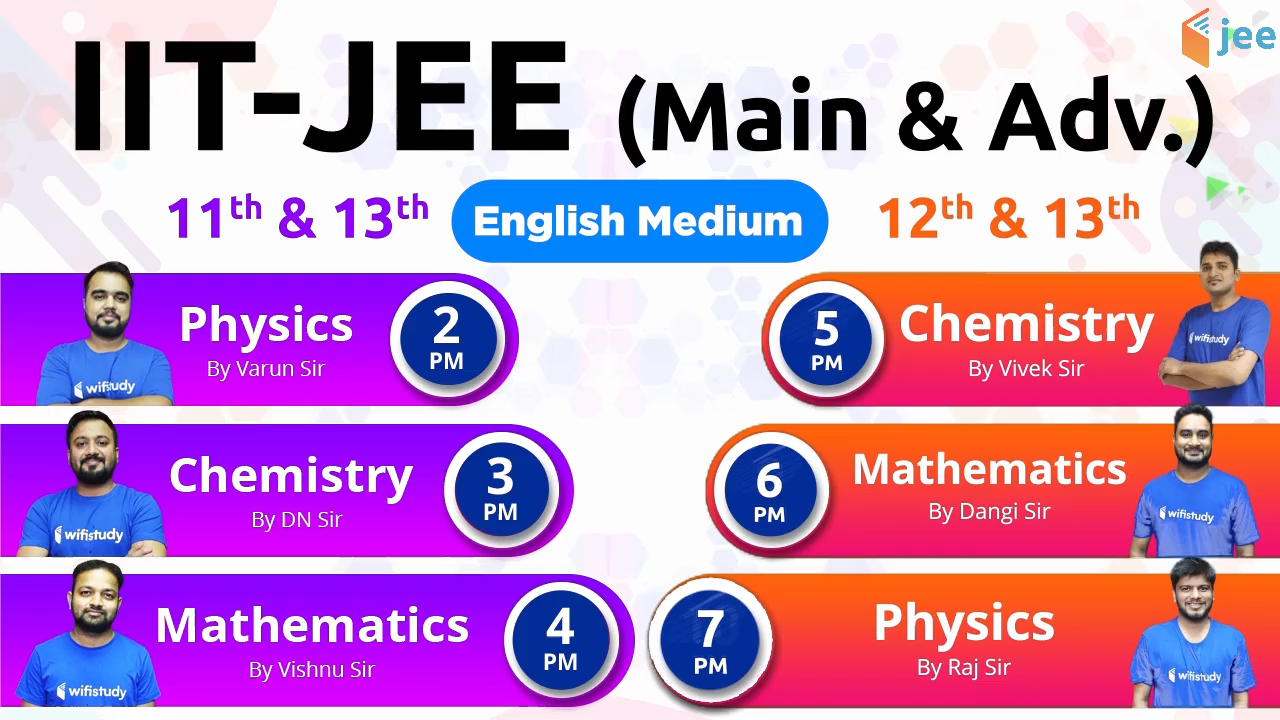 jee
IIT-JEE (Main & Adv.)
11th & 13th
English Medium
12th & 13th
Physics
By Varun Sir
2
PM
wifistudy
Chemistry
By DN Sir
3
PM
wifistudy
Mathematics
By Vishnu Sir
4
PM
wifistudy
5
PM
Chemistry
By Vivek Sir
wifistudy
6
PM
Mathematics
By Dangi Sir
wifistudy
7
PM
Physics
By Raj Sir
wifistudy